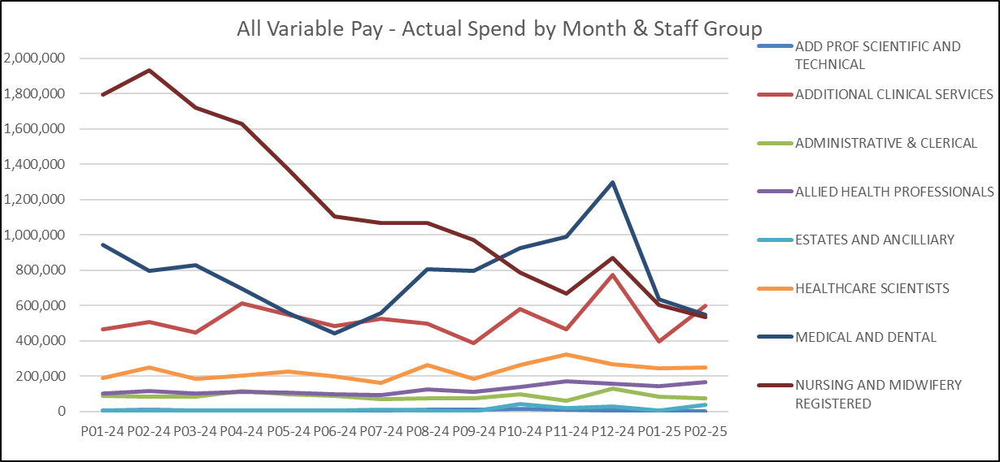 All Variable Pay - Actual Spend by Month & Staff Group
2,000,000
1,800,000
1,600,000
1,400,000
1,200,000
1,000,000
800,000
600,000
400,000
200,000
0
P01-24 P02-24 P03-24 P04-24 P05-24 P06-24 P07-24 P08-24 P09-24 P10-24 P11-24 P12-24 P01-25 P02-25
ADD PROF SCIENTIFIC AND
TECHNICAL
ADDITIONAL CLINICAL SERVICES
ADMINISTRATIVE & CLERICAL
ALLIED HEALTH PROFESSIONALS
ESTATES AND ANCILLIARY
HEALTHCARE SCIENTISTS
MEDICAL AND DENTAL
NURSING AND MIDWIFERY
REGISTERED